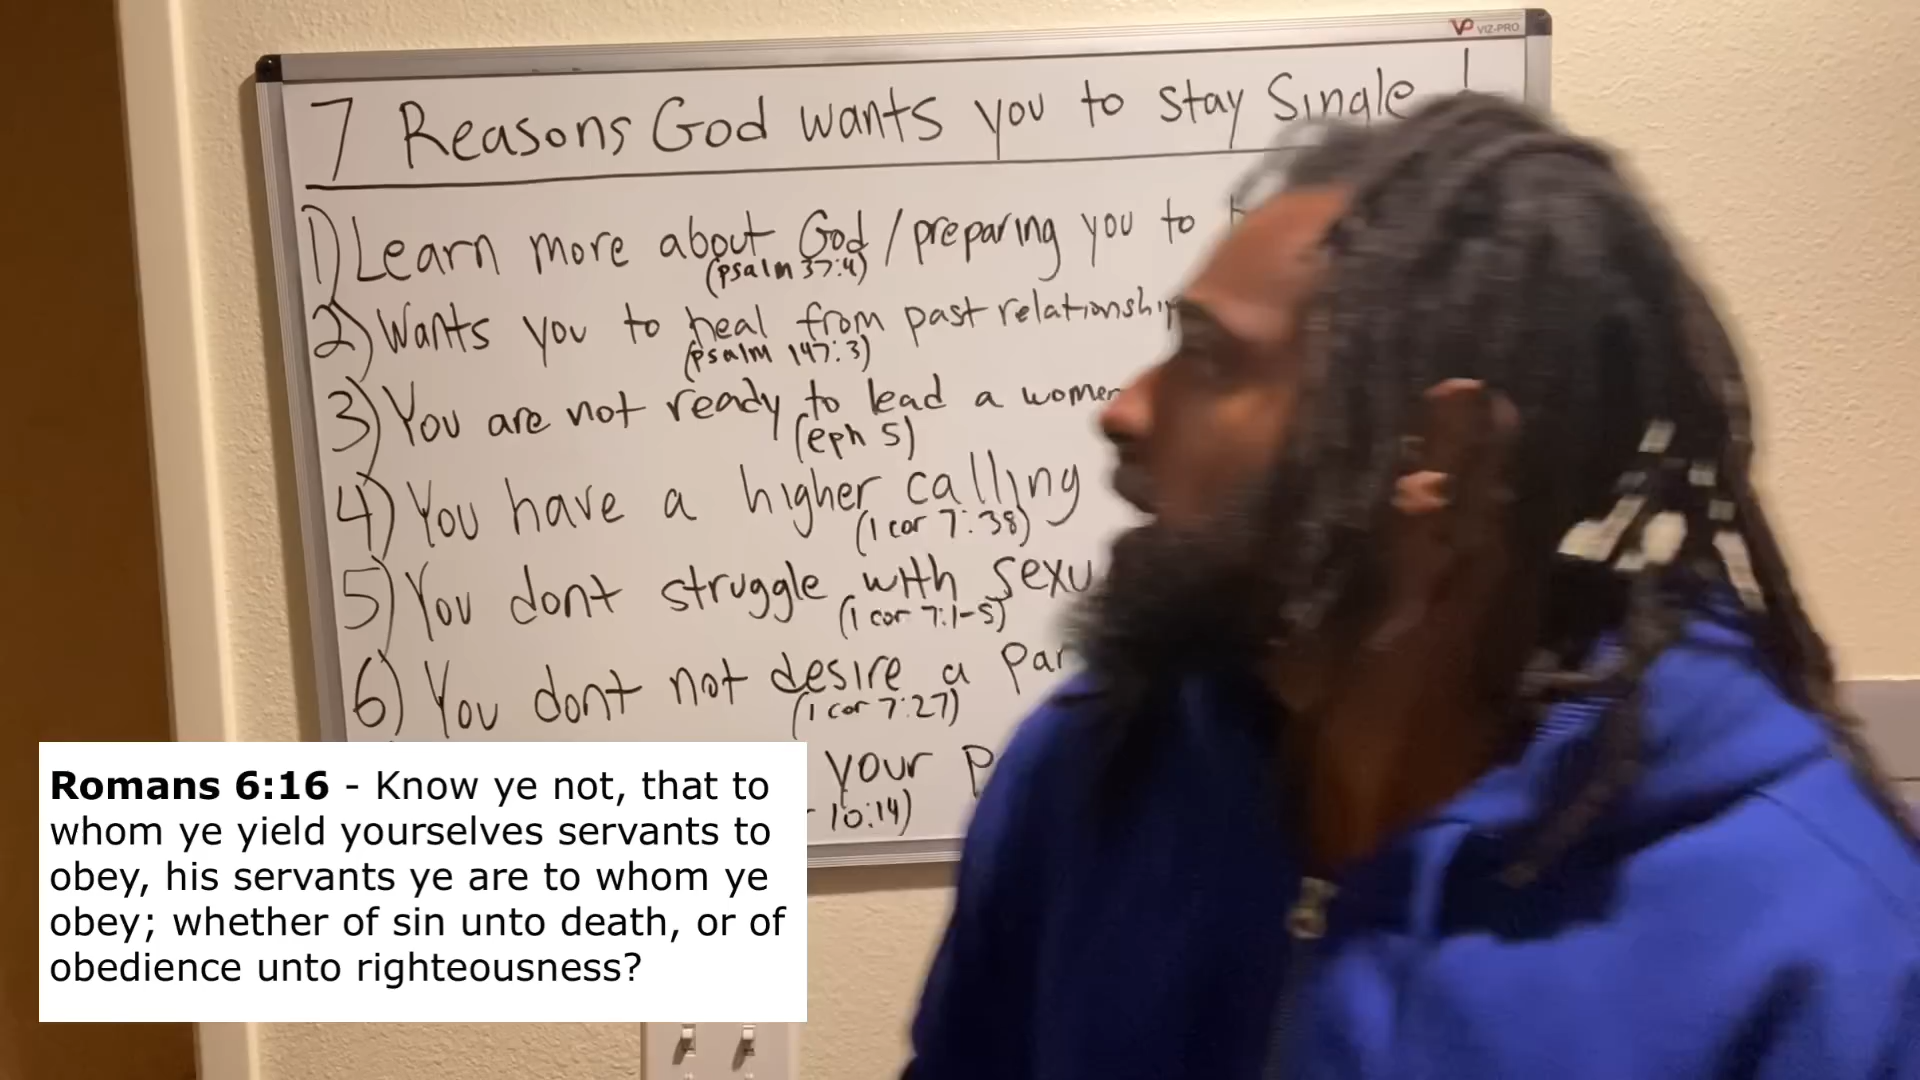 VIZ-PRO
7 Reasons God wants you to stay Single !
1) Learn more about God / preparing you to
(psalm 37:4)
2) Wants you to heal from past
(psalm 147:3)
3) You are not ready to lead a women
(eph 5)
4) You have a higher calling
(1 cor 7:38)
5) You dont struggle with
(1 cor 7:1-5)
6) You dont not desire a
(1 cor 7:27)
your
10:14)
Romans 6:16 - Know ye not, that to
whom ye yield yourselves servants to
obey, his servants ye are to whom ye
obey; whether of sin unto death, or of
obedience unto righteousness?